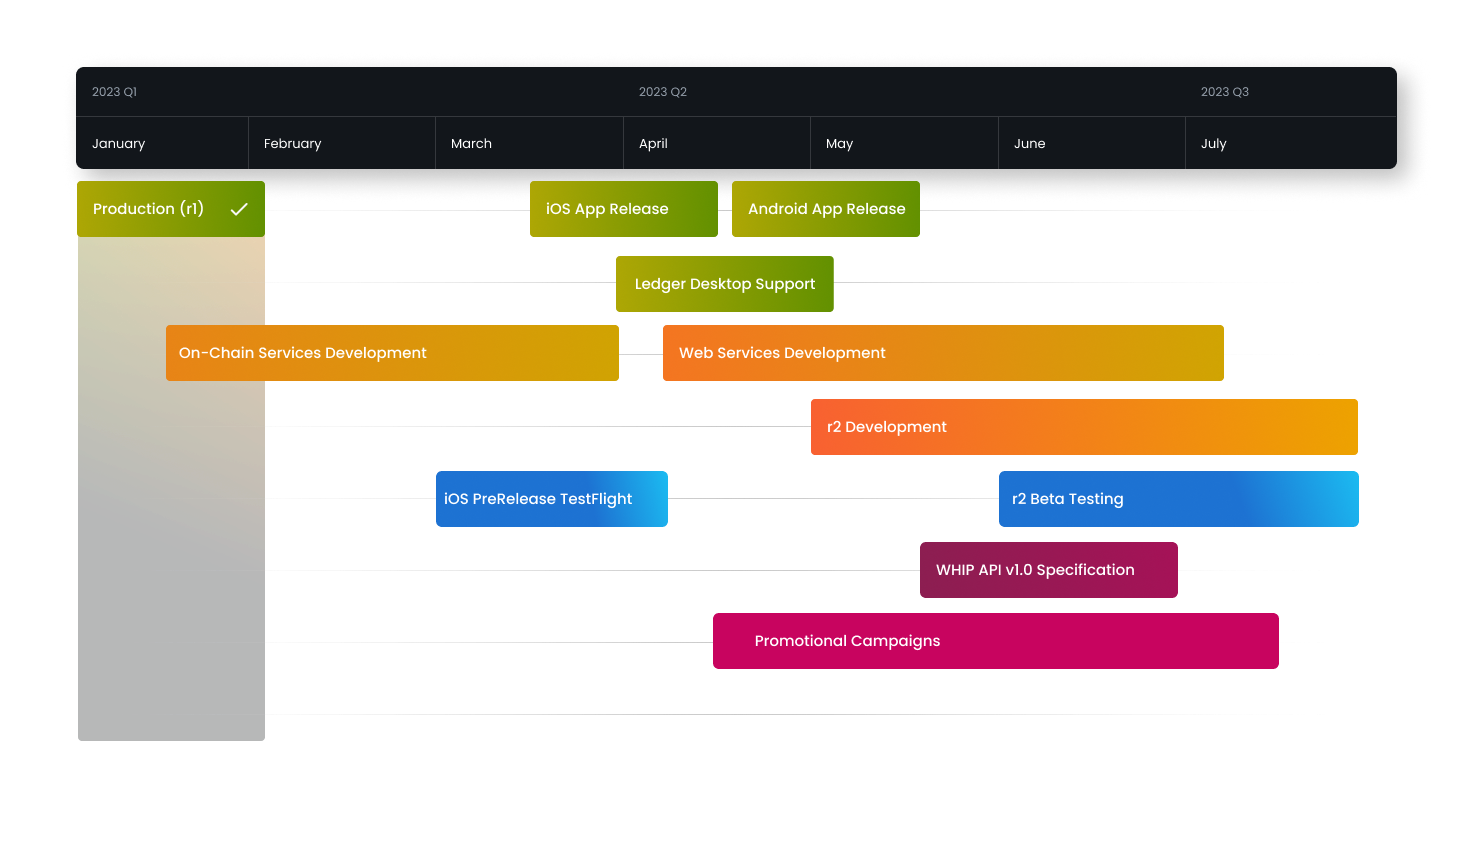 2023 Q1
2023 Q2
2023 Q3
January
February
March
April
May
June
July
Production (r1)
iOS App Release
Android App Release
Ledger Desktop Support
On-Chain Services Development
Web Services Development
r2 Development
iOS PreRelease TestFlight
r2 Beta Testing
WHIP API v1.0 Specification
Promotional Campaigns